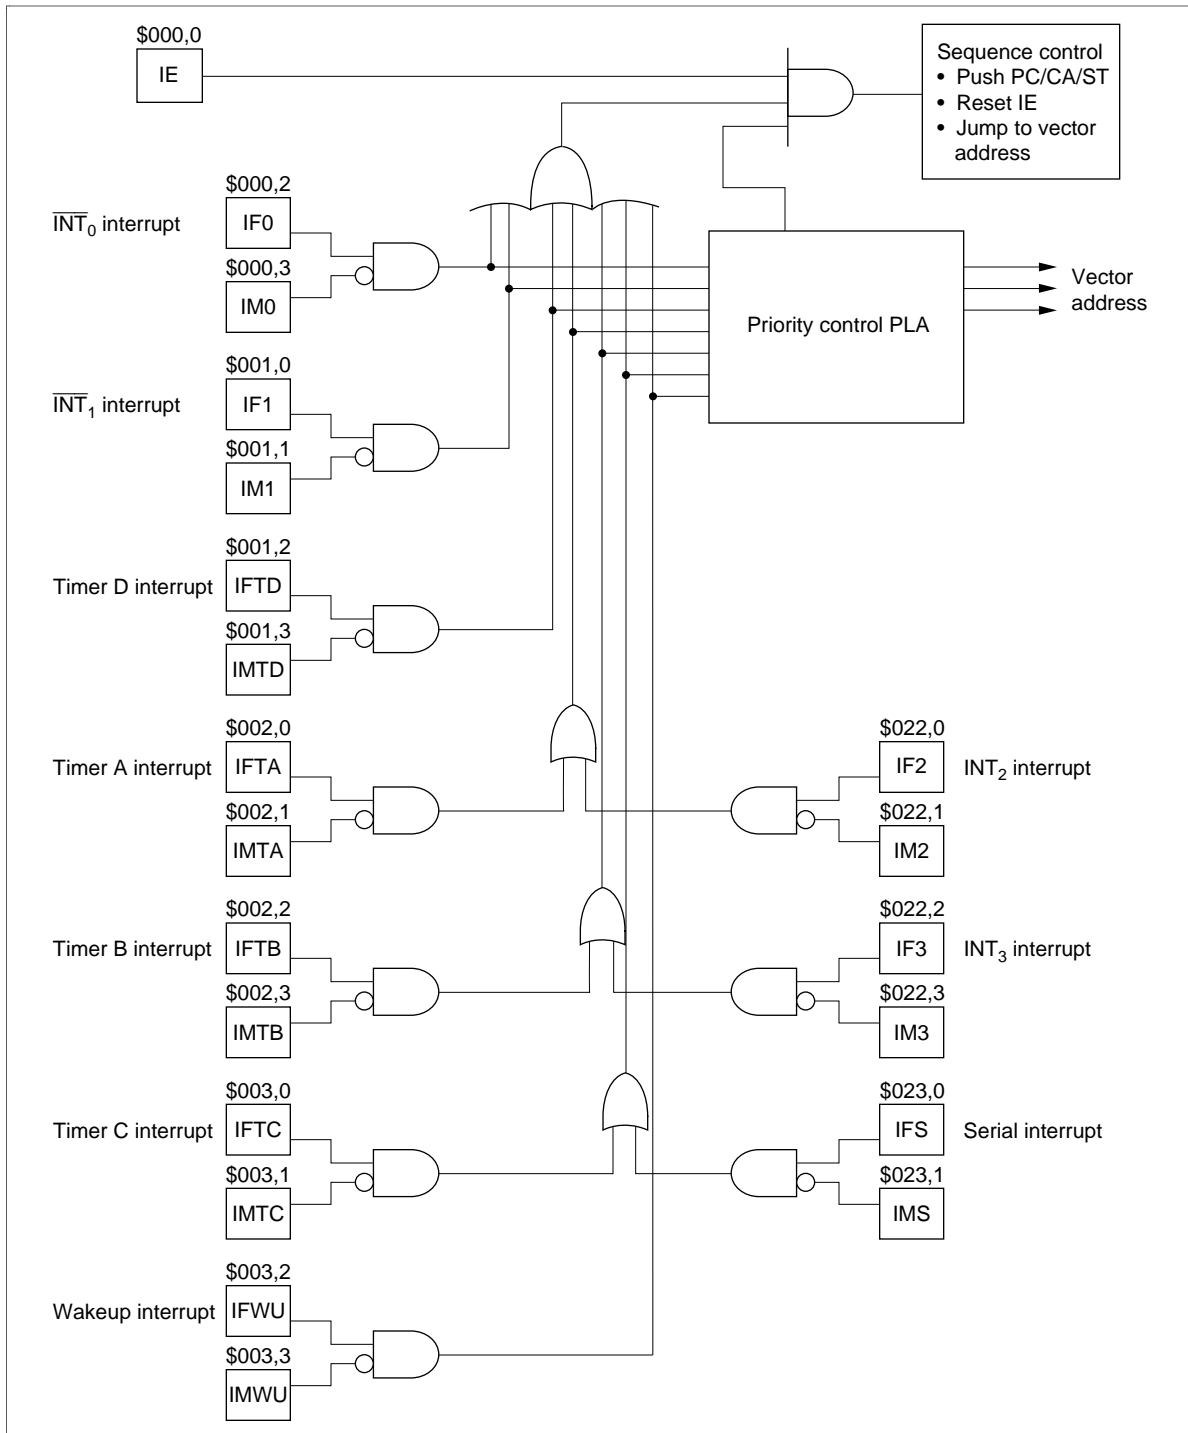 $000,0
IE
Sequence control
• Push PC/CA/ST
• Reset IE
• Jump to vector
address
$000,2
INT0 interrupt
IF0
$000,3
IM0
Priority control PLA
Vector
address
$001,0
INT1 interrupt
IF1
$001,1
IM1
$001,2
Timer D interrupt
IFTD
$001,3
IMTD
$002,0
Timer A interrupt
IFTA
$002,1
IMTA
$022,0
IF2
INT2 interrupt
$022,1
IM2
$002,2
Timer B interrupt
IFTB
$002,3
IMTB
$022,2
IF3
INT3 interrupt
$022,3
IM3
$003,0
Timer C interrupt
IFTC
$003,1
IMTC
$023,0
IFS
Serial interrupt
$023,1
IMS
$003,2
Wakeup interrupt
IFWU
$003,3
IMWU